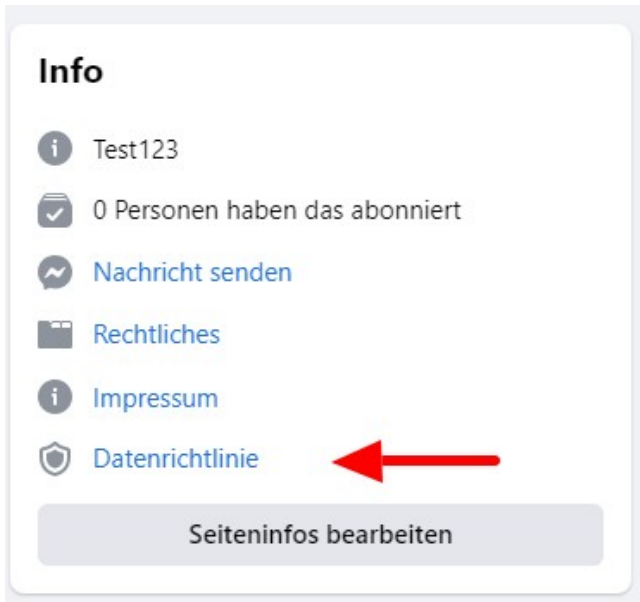 Info
Test123
0 Personen haben das abonniert
Nachricht senden
Rechtliches
Impressum
Datenrichtlinie
Seiteninfos bearbeiten